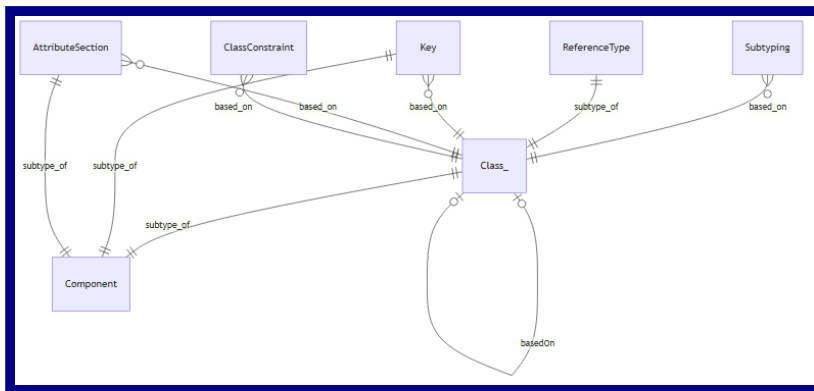 AttributeSection
ClassConstraint
Key
ReferenceType
Subtyping
based_on
based_on
based_on
subtype_of
based_on
subtype_of
subtype_of
Class_
subtype_of
Component
basedOn